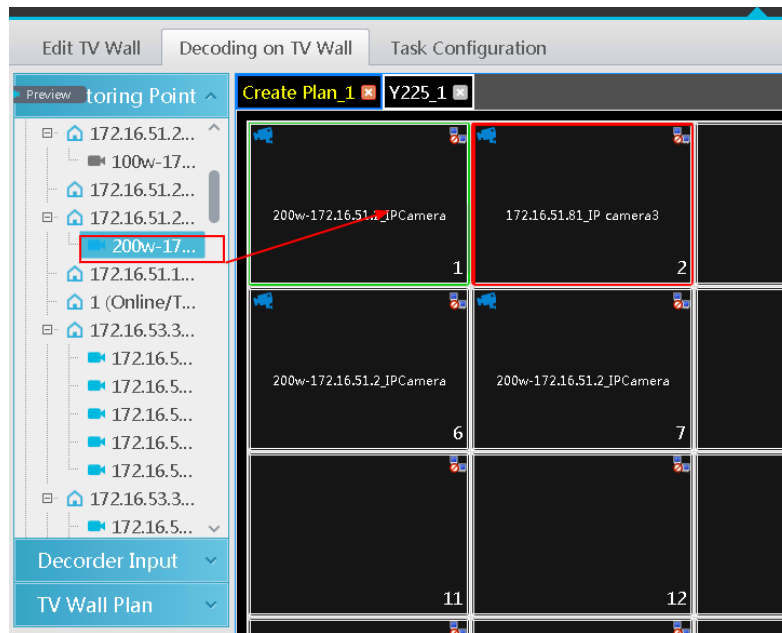 Edit TV Wall
Decoding on TV Wall
Task Configuration
Preview
toring Point
Create Plan_1
Y225_1
172.16.51.2...
100w-17...
172.16.51.2...
172.16.51.2...
200w-17...
172.16.51.1...
1 (Online/T...
172.16.53.3...
172.16.5...
172.16.5...
172.16.5...
172.16.5...
172.16.5...
172.16.53.3...
172.16.5...
Decorder Input
TV Wall Plan
200w-172.16.51.2_IPCamera
1
172.16.51.81_IP camera3
2
200w-172.16.51.2_IPCamera
6
200w-172.16.51.2_IPCamera
7
11
12